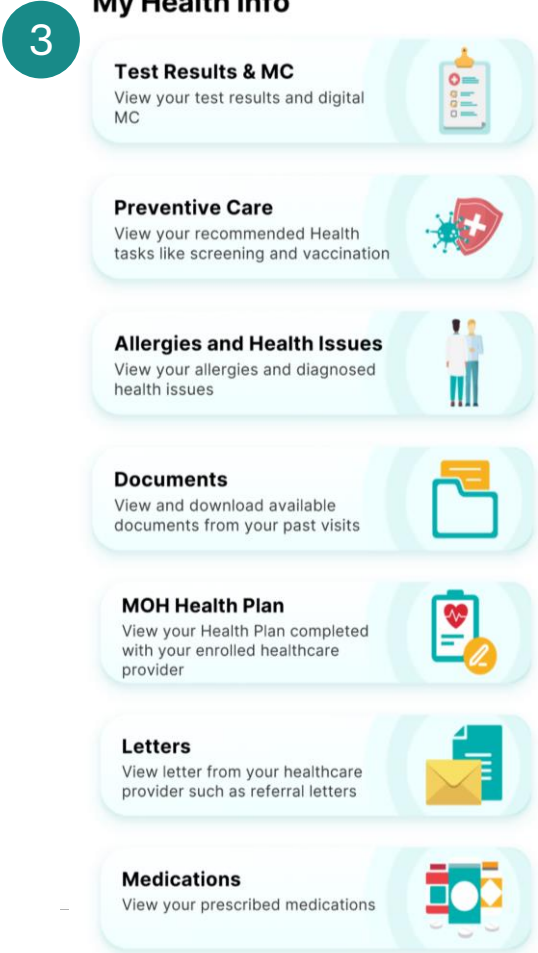 My Health Info
3
Test Results & MC
View your test results and digital
MC
Preventive Care
View your recommended Health
tasks like screening and vaccination
Allergies and Health Issues
View your allergies and diagnosed
health issues
Documents
View and download available
documents from your past visits
MOH Health Plan
View your Health Plan completed
with your enrolled healthcare
provider
Letters
View letter from your healthcare
provider such as referral letters
Medications
View your prescribed medications